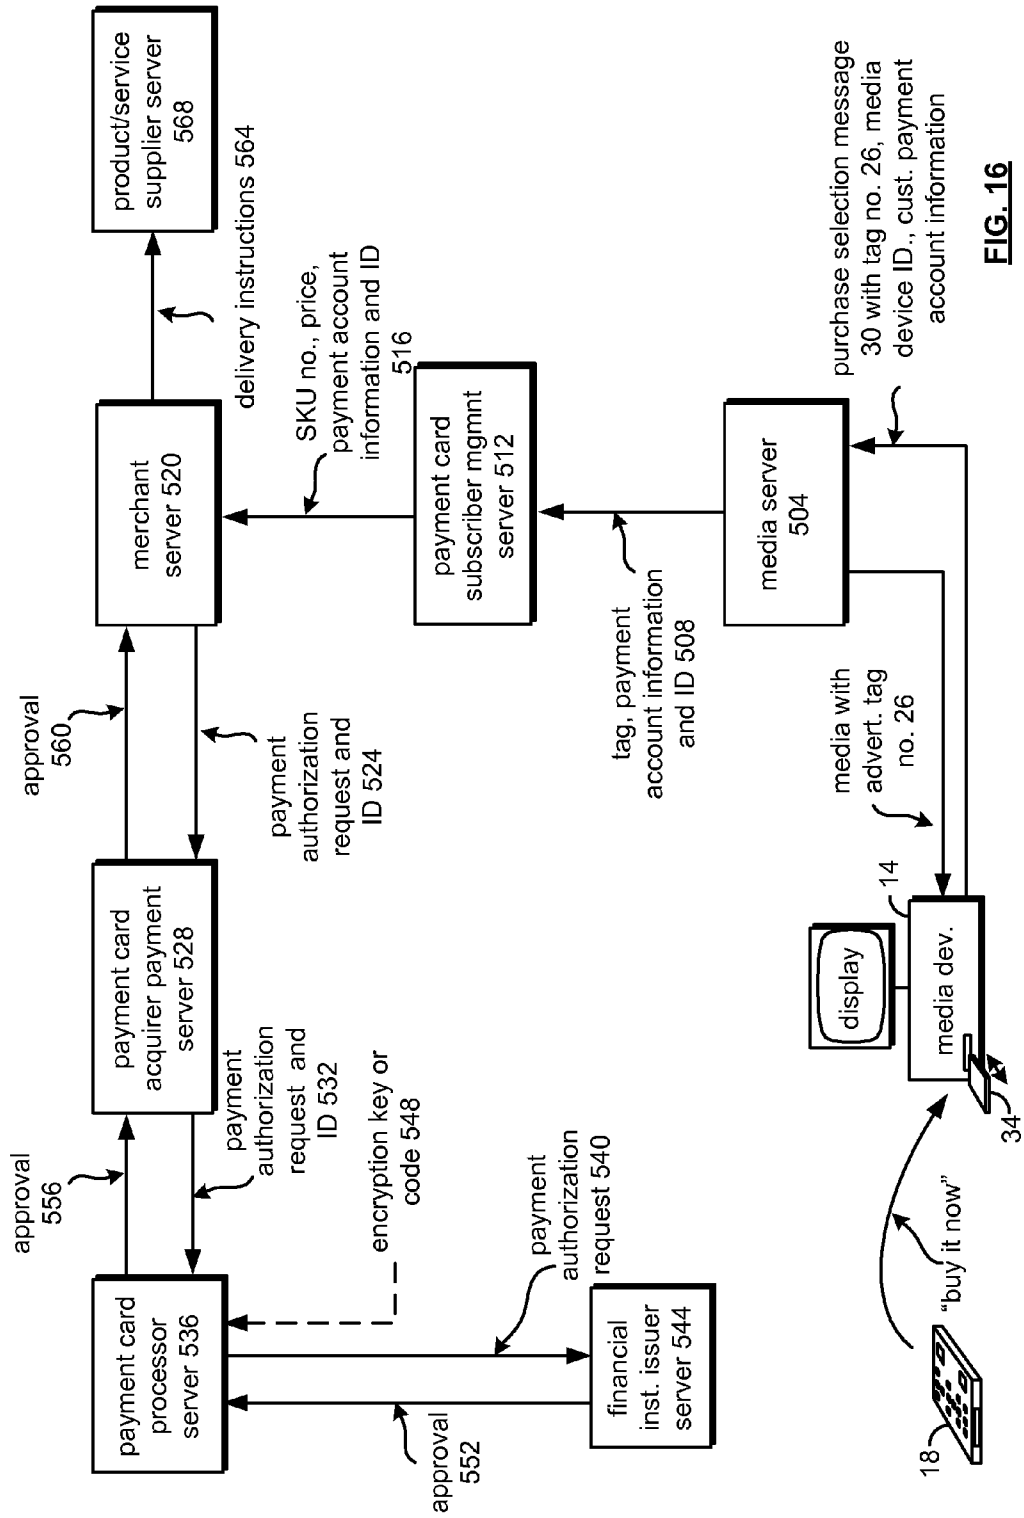 approval
556
approval
560
payment card
processor
server 536
payment card
acquirer payment
server 528
merchant
server 520
product/service
supplier server
568
payment
authorization
request and
ID 532
payment
authorization
request and
ID 524
delivery instructions 564
encryption key or
code 548
SKU no., price,
payment account
information and ID
516
approval
552
payment
authorization
request 540
payment card
subscriber mgmnt
server 512
financial
inst. issuer
server 544
tag, payment
account information
and ID 508
media server
504
media with
advert. tag
no. 26
purchase selection message
30 with tag no. 26, media
device ID., cust. payment
account information
display
14
media dev.
34
18
"buy it now"
FIG. 16